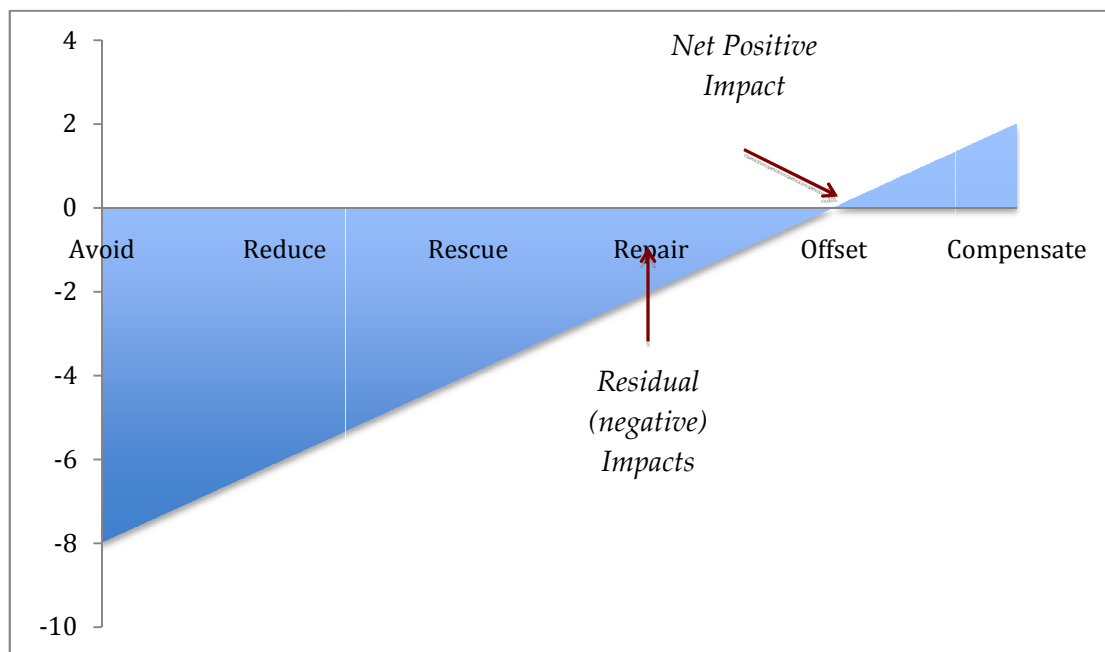 4
Net Positive
Impact
2
0
Avoid Reduce Rescue Repair Offset Compensate
-2
-4
Residual
(negative)
Impacts
-6
-8
-10